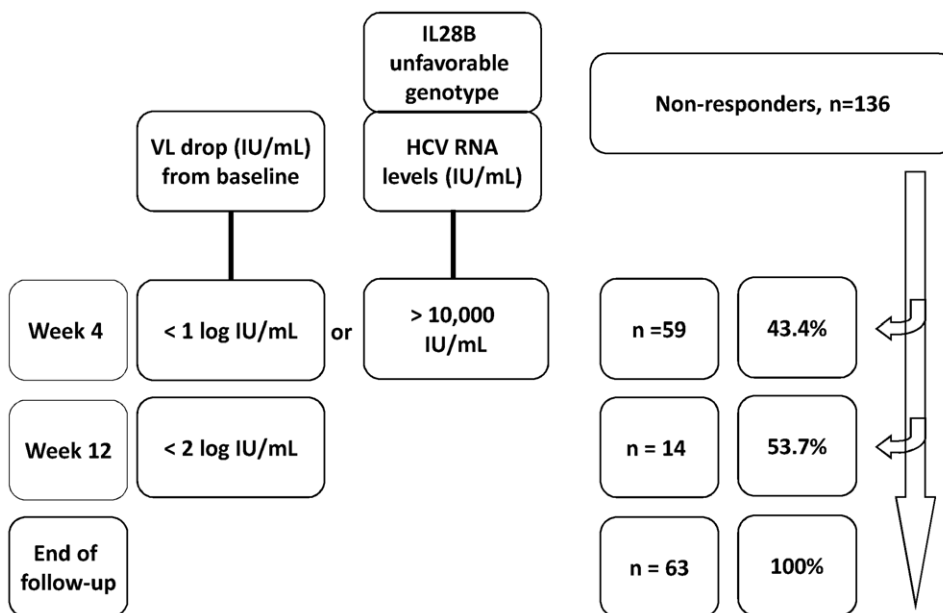 IL28B
unfavorable
genotype
Non-responders, n=136
VL drop (IU/mL)
from baseline
HCV RNA
levels (IU/mL)
Week 4
< 1 log IU/mL
or
> 10,000
IU/mL
n =59
43.4%
Week 12
< 2 log IU/mL
n = 14
53.7%
End of
follow-up
n = 63
100%